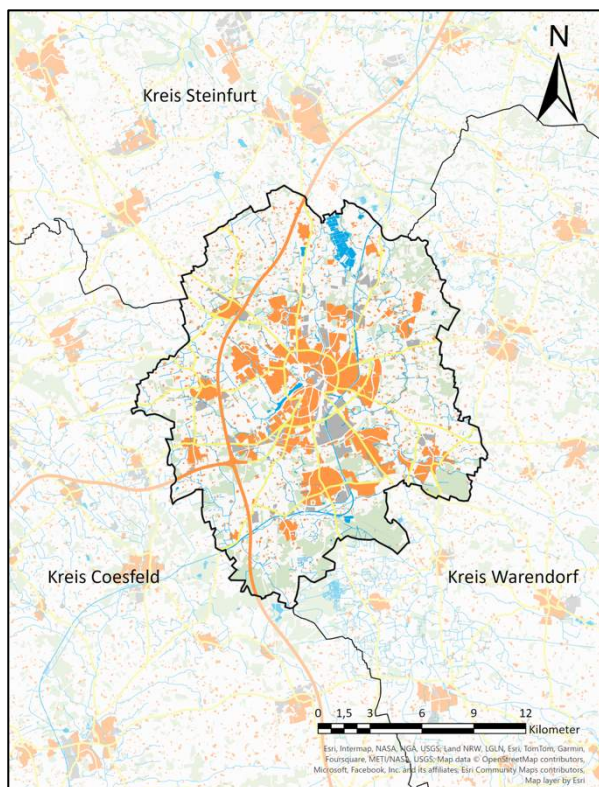 N
Kreis Steinfurt
Kreis Coesfeld
Kreis Warendorf
0 1,5 3 6 9 12
Kilometer
Esri, Intermap, NASA, NGA, USGS; Land NRW, LGLN, Esri, TomTom, Garmin,
Foursquare, METI/NASA, USGS; Map data © OpenStreetMap contributors,
Microsoft, Facebook, Inc. and its affiliates; Esri Community Maps contributors,
Map layer by Esri